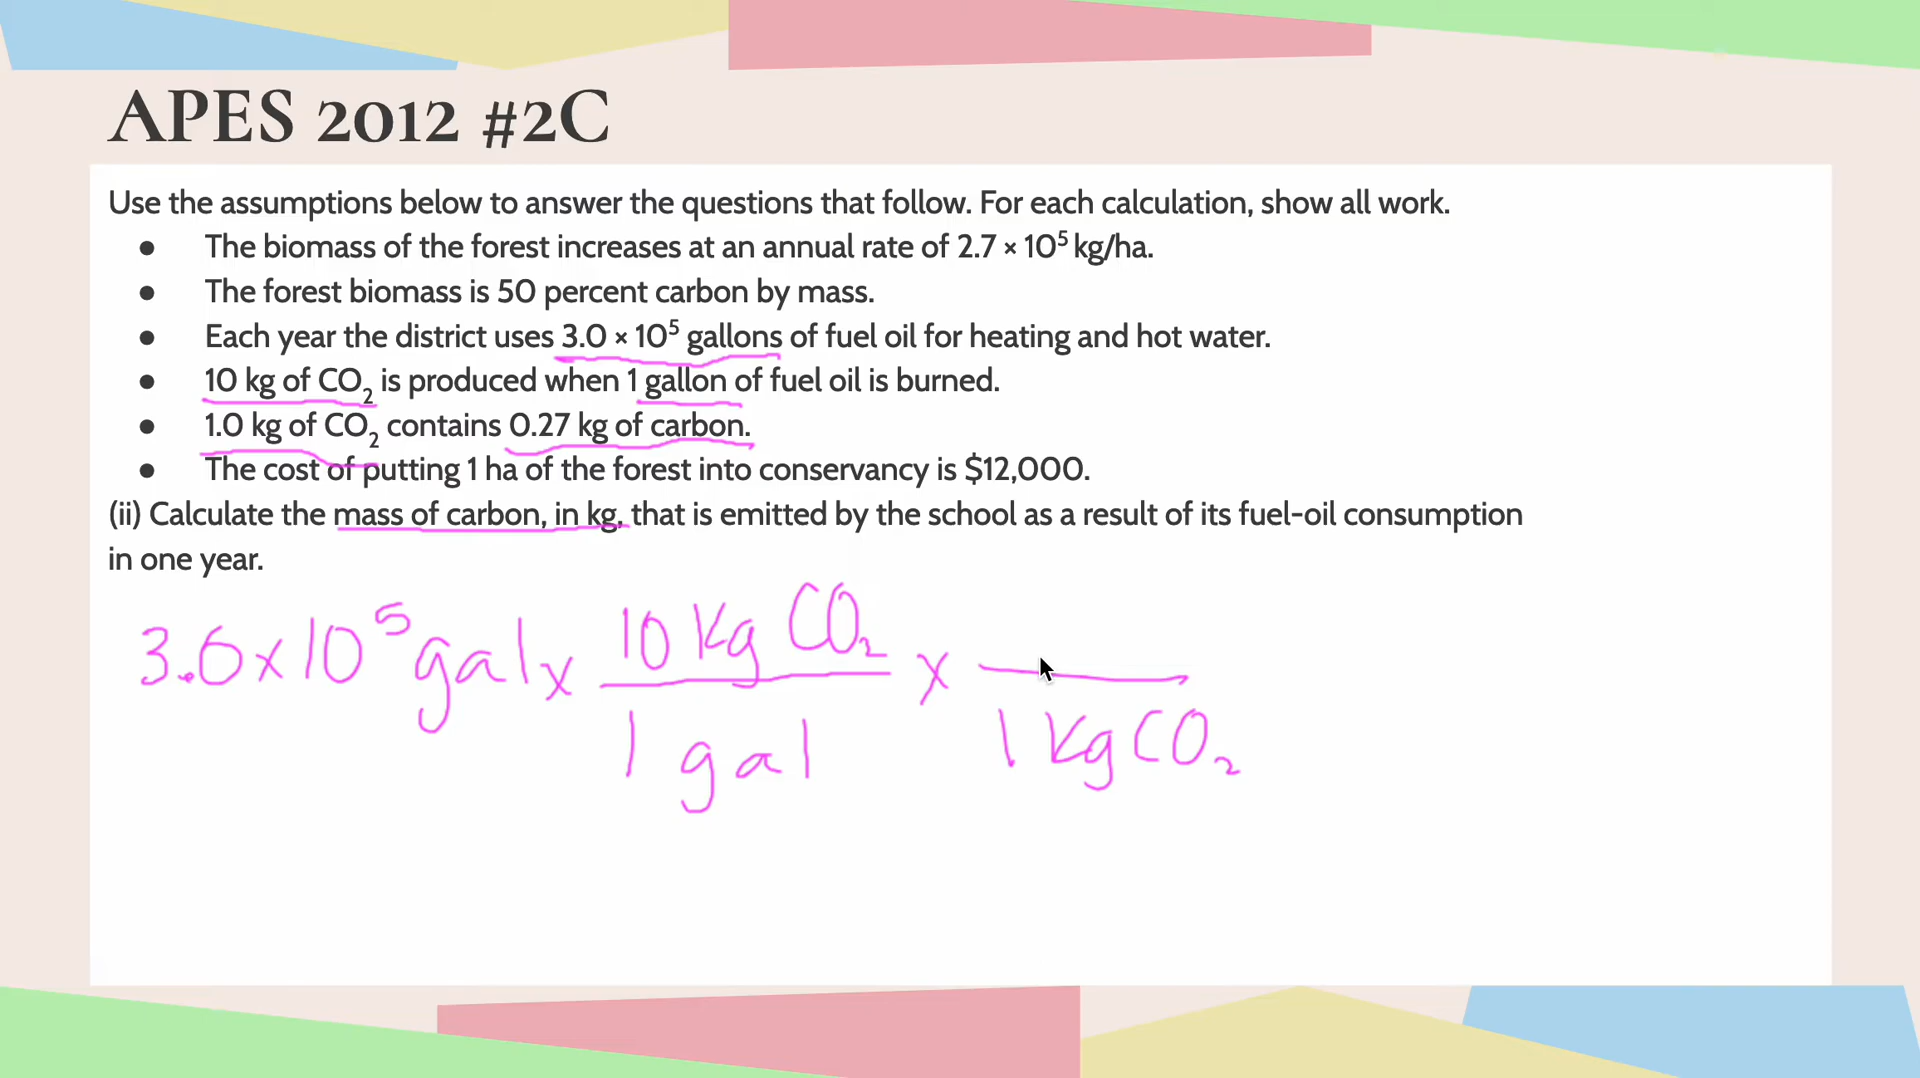 APES 2012 #2C
Use the assumptions below to answer the questions that follow. For each calculation, show all work.
● The biomass of the forest increases at an annual rate of 2.7 × 10⁵ kg/ha.
● The forest biomass is 50 percent carbon by mass.
● Each year the district uses 3.0 × 10⁵ gallons of fuel oil for heating and hot water.
● 10 kg of CO₂ is produced when 1 gallon of fuel oil is burned.
● 1.0 kg of CO₂ contains 0.27 kg of carbon.
● The cost of putting 1 ha of the forest into conservancy is $12,000.
(ii) Calculate the mass of carbon, in kg, that is emitted by the school as a result of its fuel-oil consumption
in one year.
3.0 x 10⁵ gal x 10 kg CO₂ x
1 gal 1 kg CO₂